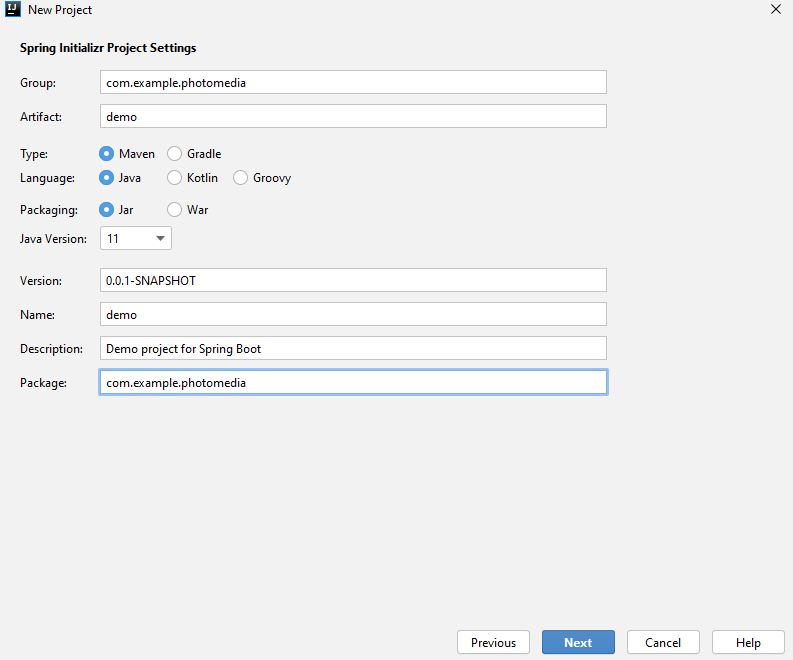 IJ New Project
Spring Initializr Project Settings
Group: com.example.photomedia
Artifact: demo
Type: Maven Gradle
Language: Java Kotlin Groovy
Packaging: Jar War
Java Version: 11
Version: 0.0.1-SNAPSHOT
Name: demo
Description: Demo project for Spring Boot
Package: com.example.photomedia
Previous Next Cancel Help